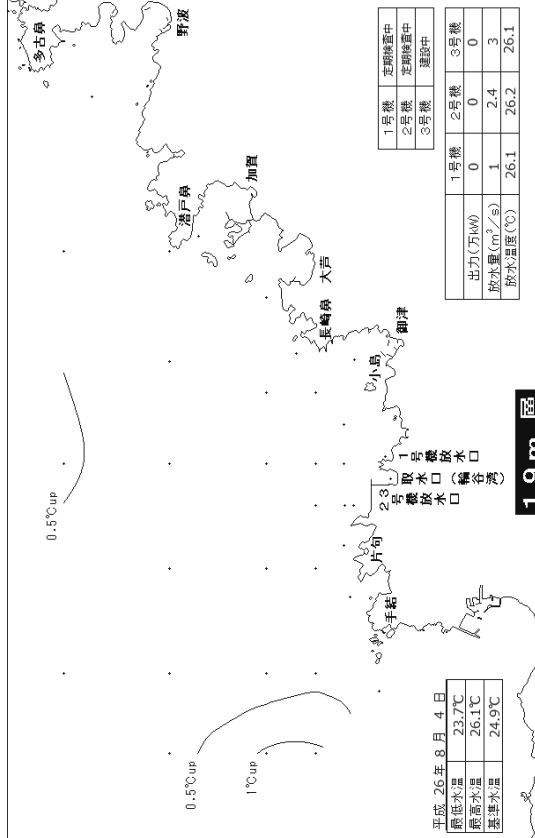 多古鼻
野波
潜戸鼻
加賀
大芦
長崎鼻
御津
小島
1号機放水口
取水口(輪谷湾)
2 3号機放水口
片句
手結
0.5℃up
0.5℃up
1℃up
1号機 定期検査中
2号機 定期検査中
3号機 建設中
1号機 2号機 3号機
出力(万kW) 0 0 0
放水量(m³/s) 1 2.4 3
放水温度(℃) 26.1 26.2 26.1
平成 26年 8 月 4 日
最低水温 23.7℃
最高水温 26.1℃
基準水温 24.9℃